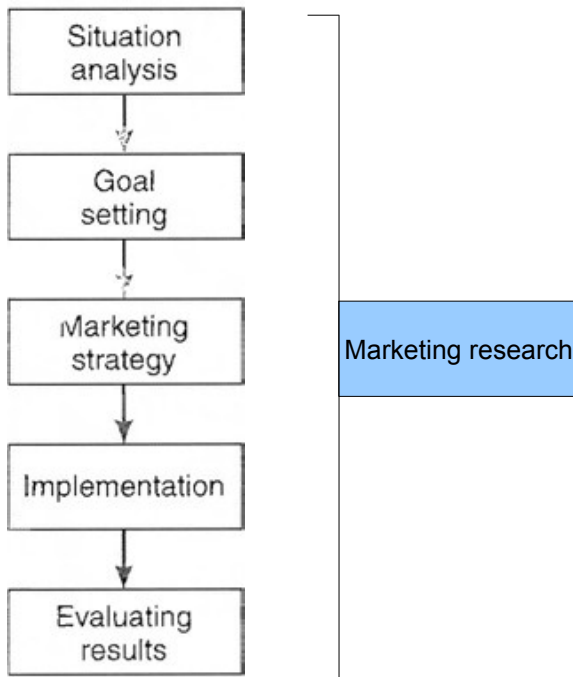 Situation
analysis
Goal
setting
Marketing
strategy
Marketing research
Implementation
Evaluating
results